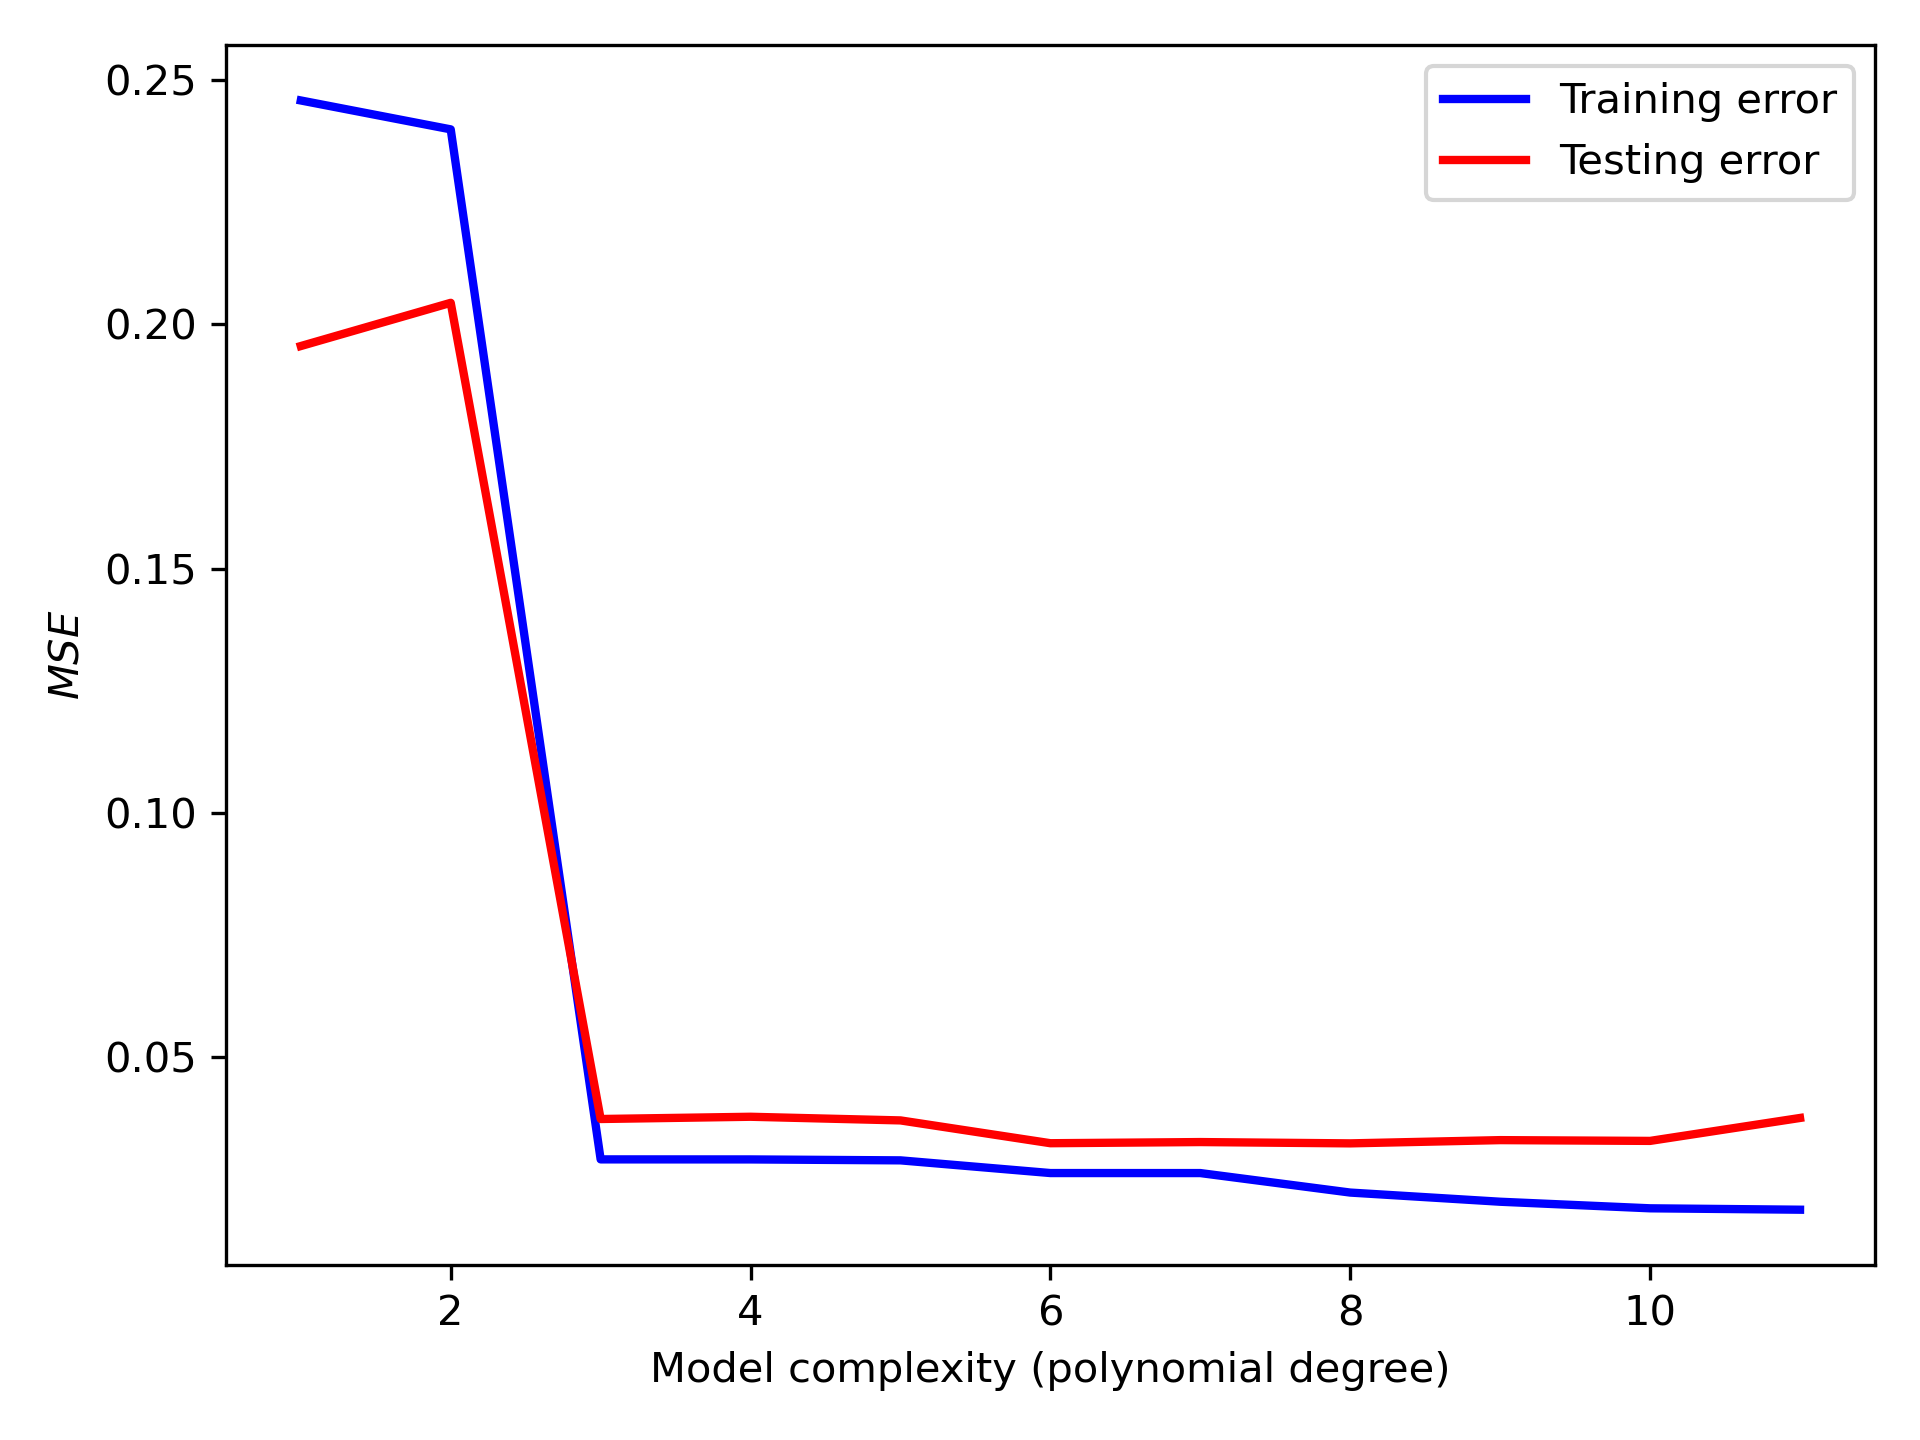 0.25
0.20
0.15
0.10
0.05
MSE
2 4 6 8 10
Model complexity (polynomial degree)
Training error
Testing error